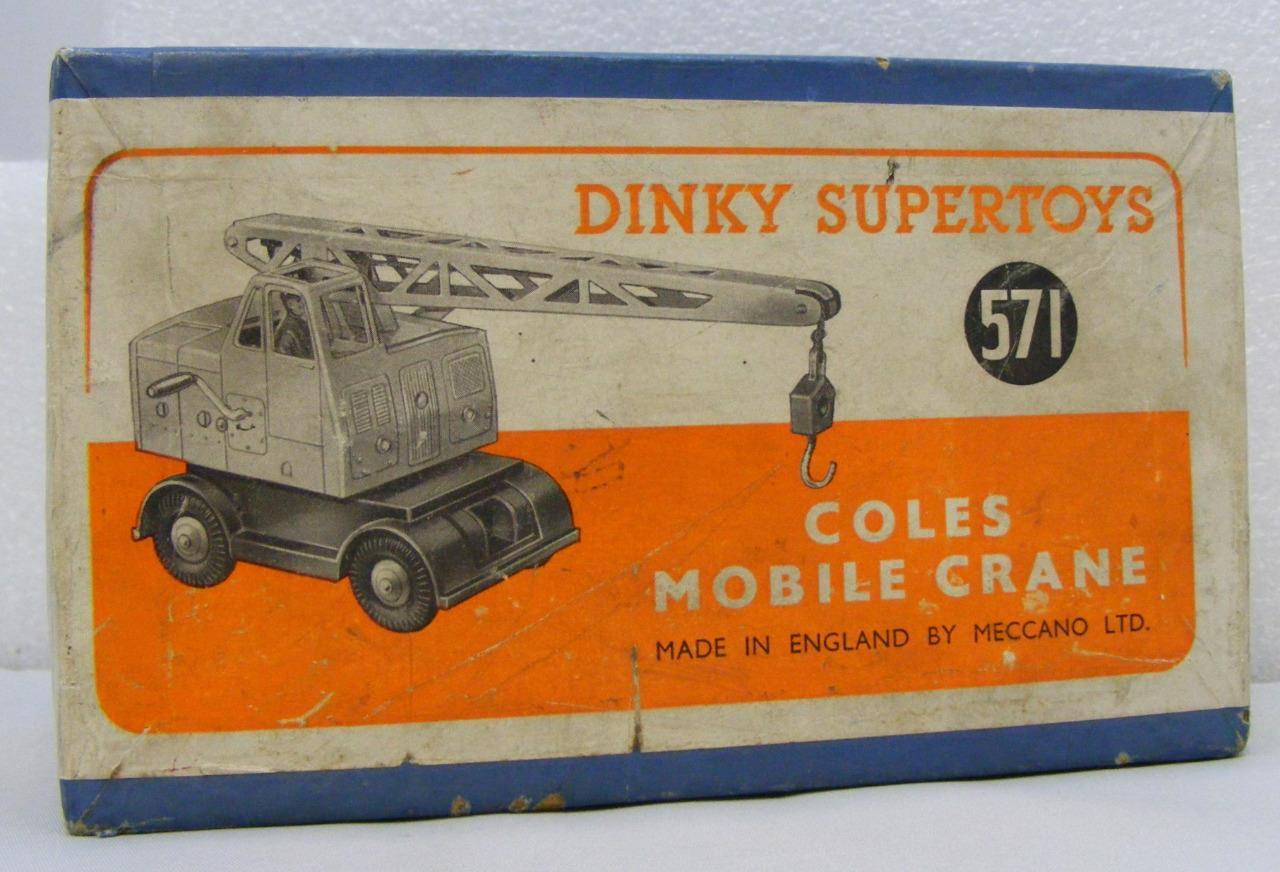 DINKY SUPERTOYS
571
COLES
MOBILE CRANE
MADE IN ENGLAND BY MECCANO LTD.